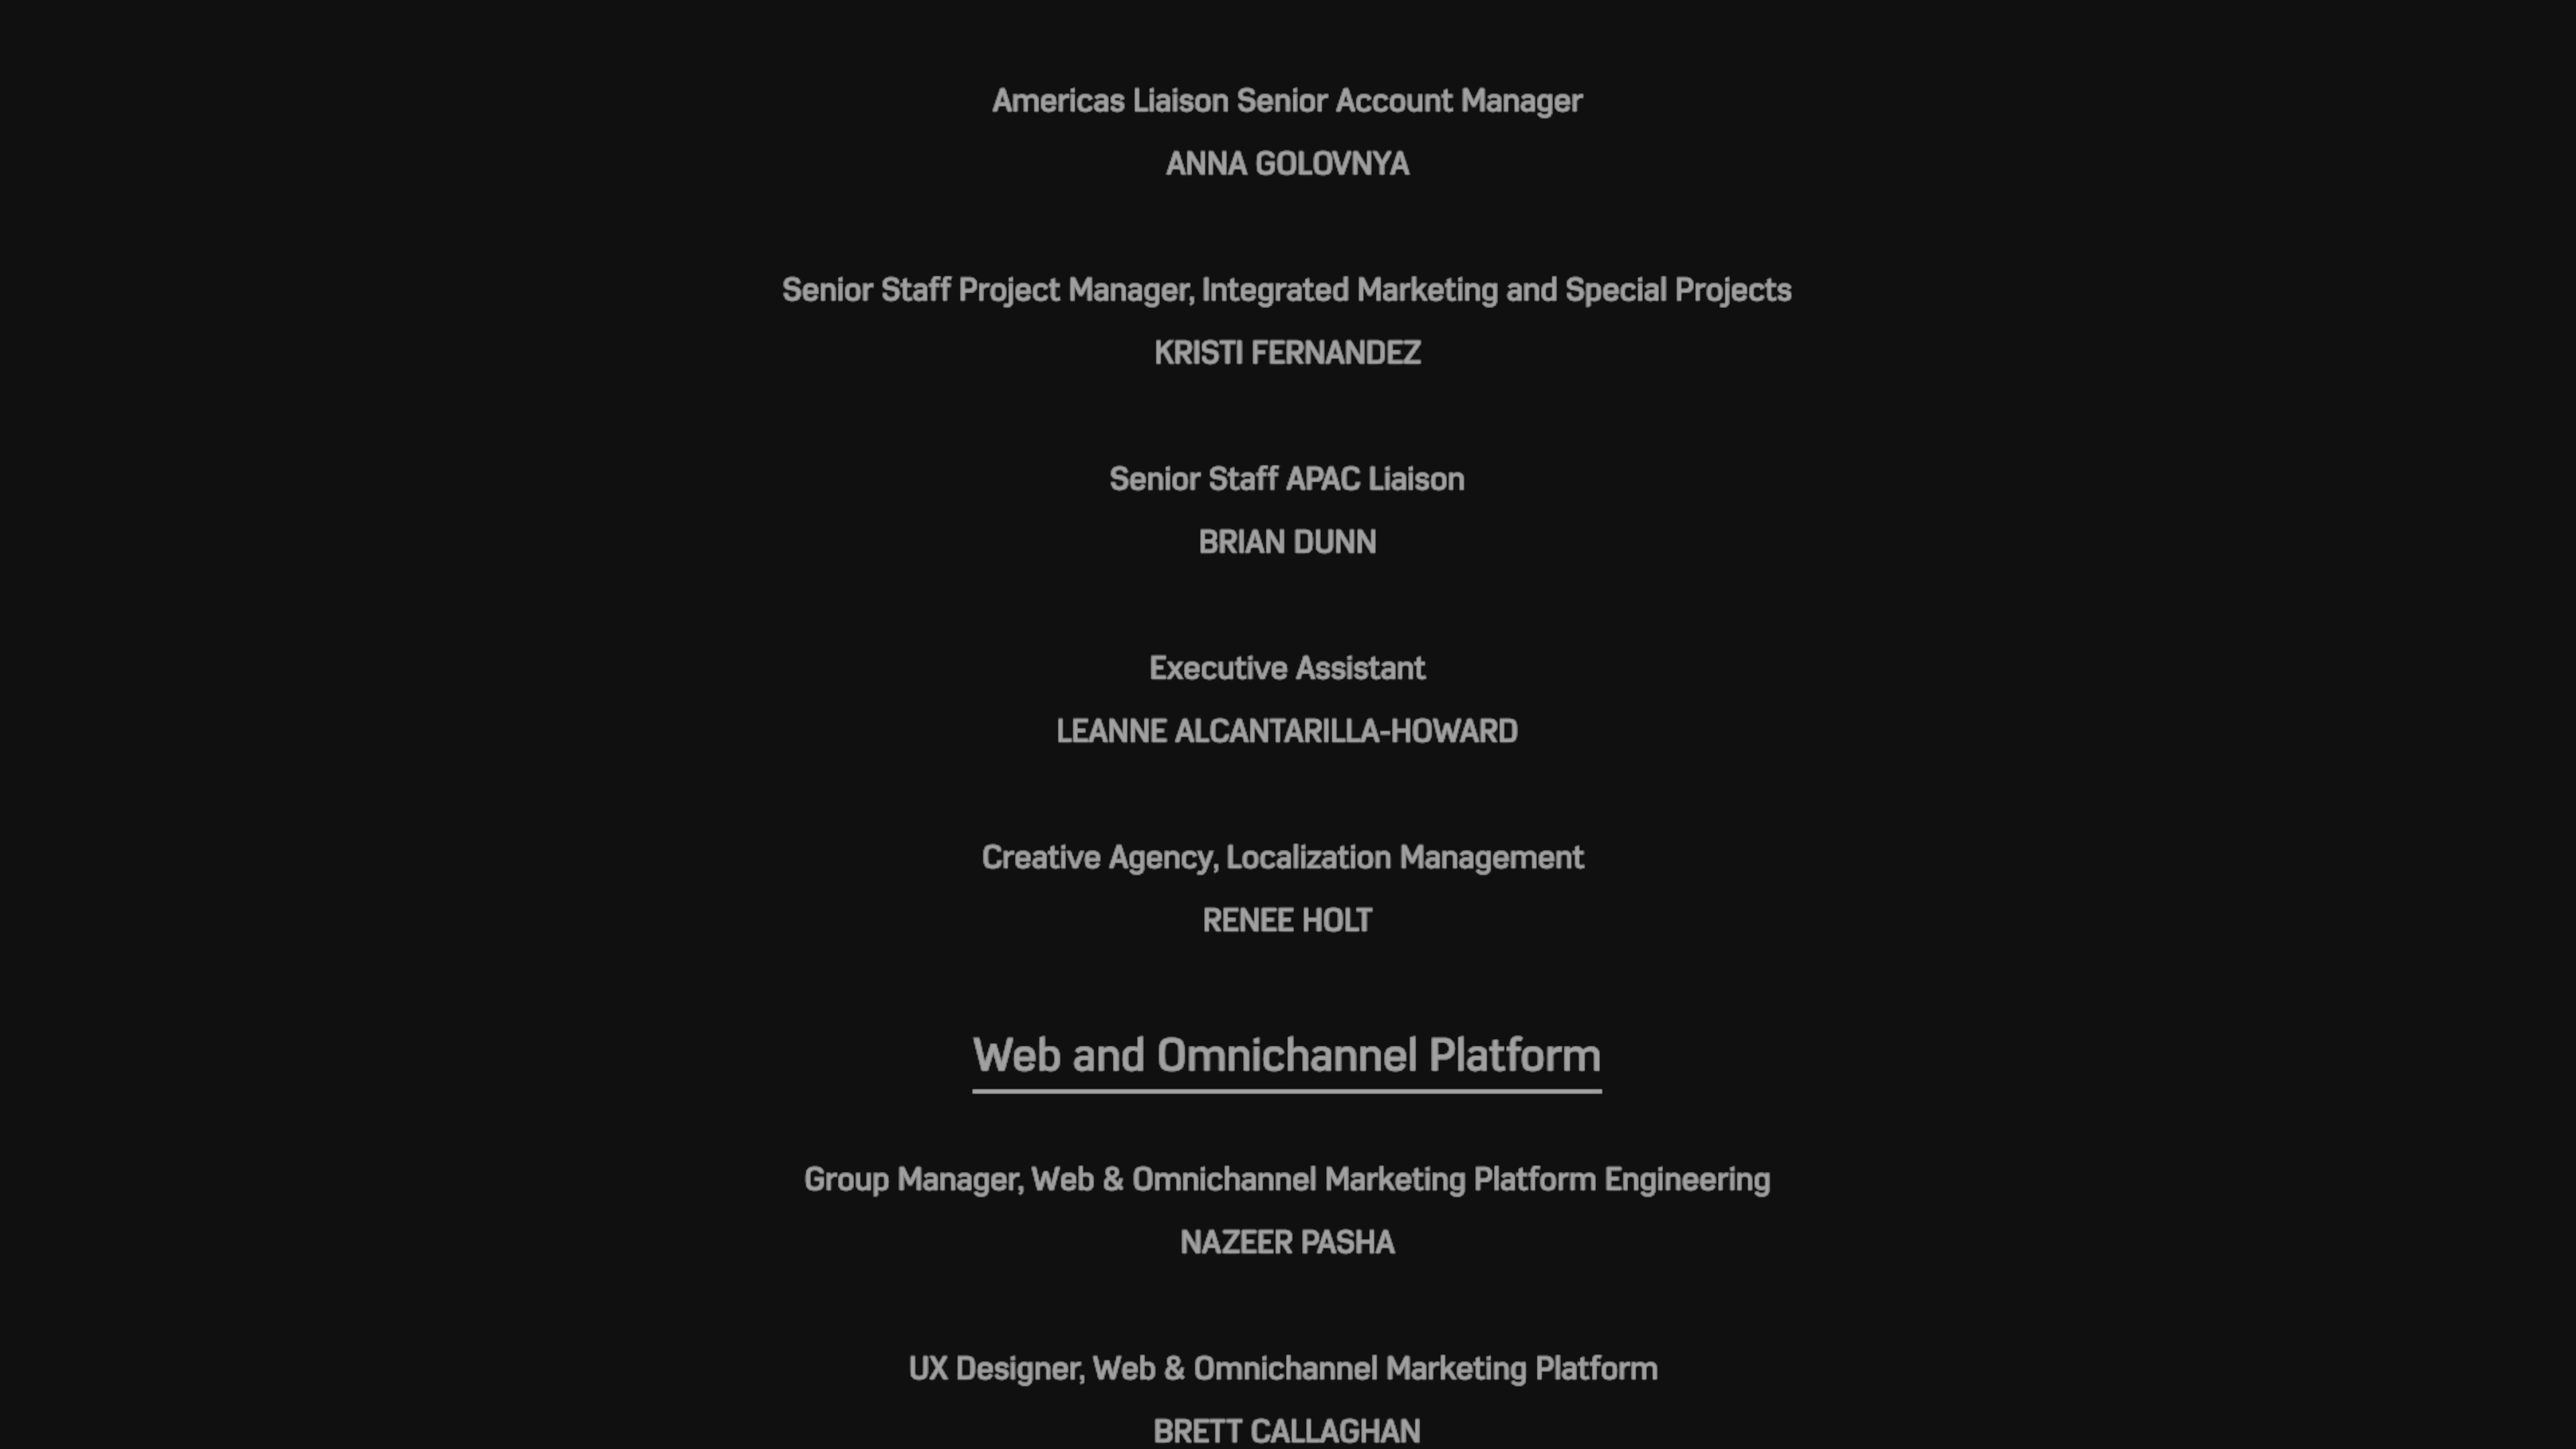 Americas Liaison Senior Account Manager
ANNA GOLOVNYA
Senior Staff Project Manager, Integrated Marketing and Special Projects
KRISTI FERNANDEZ
Senior Staff APAC Liaison
BRIAN DUNN
Executive Assistant
LEANNE ALCANTARILLA-HOWARD
Creative Agency, Localization Management
RENEE HOLT
Web and Omnichannel Platform
Group Manager, Web & Omnichannel Marketing Platform Engineering
NAZEER PASHA
UX Designer, Web & Omnichannel Marketing Platform
BRETT CALLAGHAN